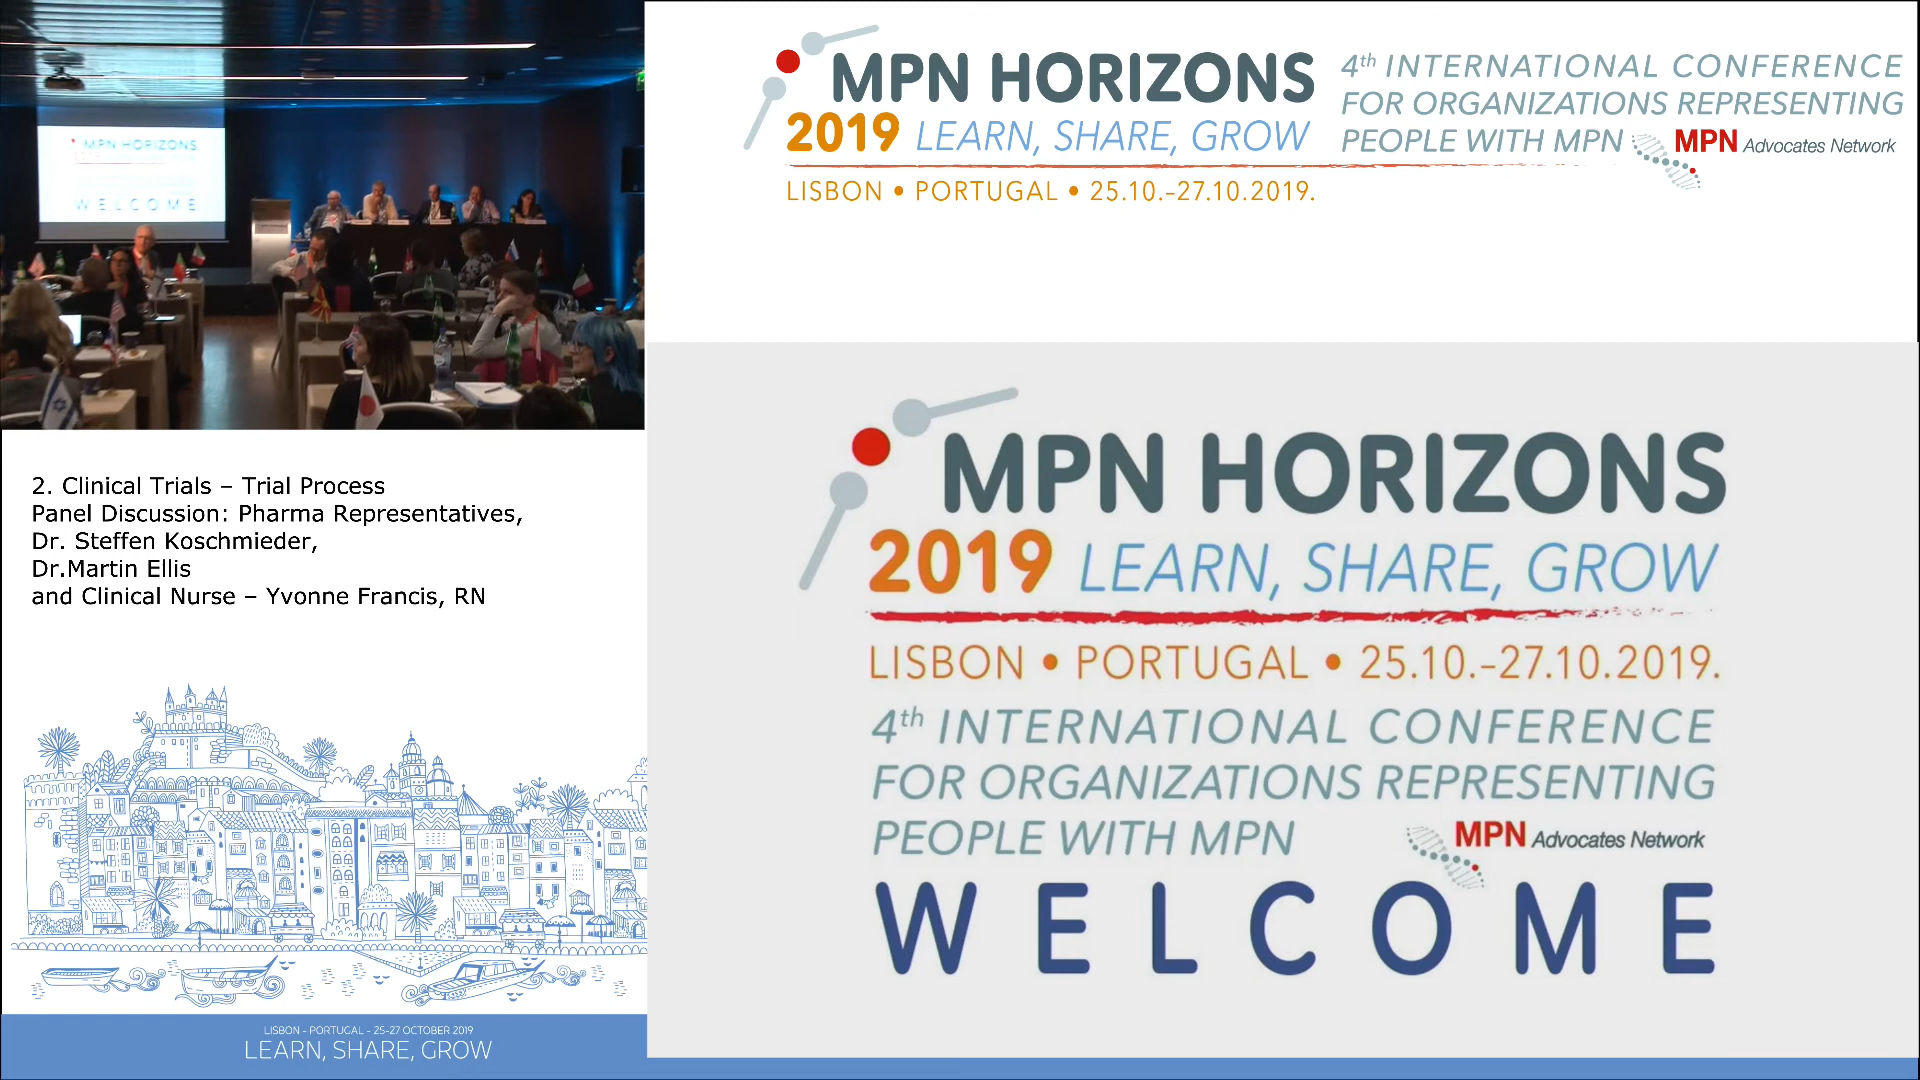 MPN HORIZONS
2019 LEARN, SHARE, GROW
LISBON • PORTUGAL • 25.10.-27.10.2019.
4th INTERNATIONAL CONFERENCE
FOR ORGANIZATIONS REPRESENTING
PEOPLE WITH MPN
MPN Advocates Network
MPN HORIZONS
WELCOME
2. Clinical Trials – Trial Process
Panel Discussion: Pharma Representatives,
Dr. Steffen Koschmieder,
Dr.Martin Ellis
and Clinical Nurse – Yvonne Francis, RN
LISBON - PORTUGAL - 25-27 OCTOBER 2019
LEARN, SHARE, GROW
MPN HORIZONS
2019 LEARN, SHARE, GROW
LISBON • PORTUGAL • 25.10.-27.10.2019.
4th INTERNATIONAL CONFERENCE
FOR ORGANIZATIONS REPRESENTING
PEOPLE WITH MPN
MPN Advocates Network
WELCOME